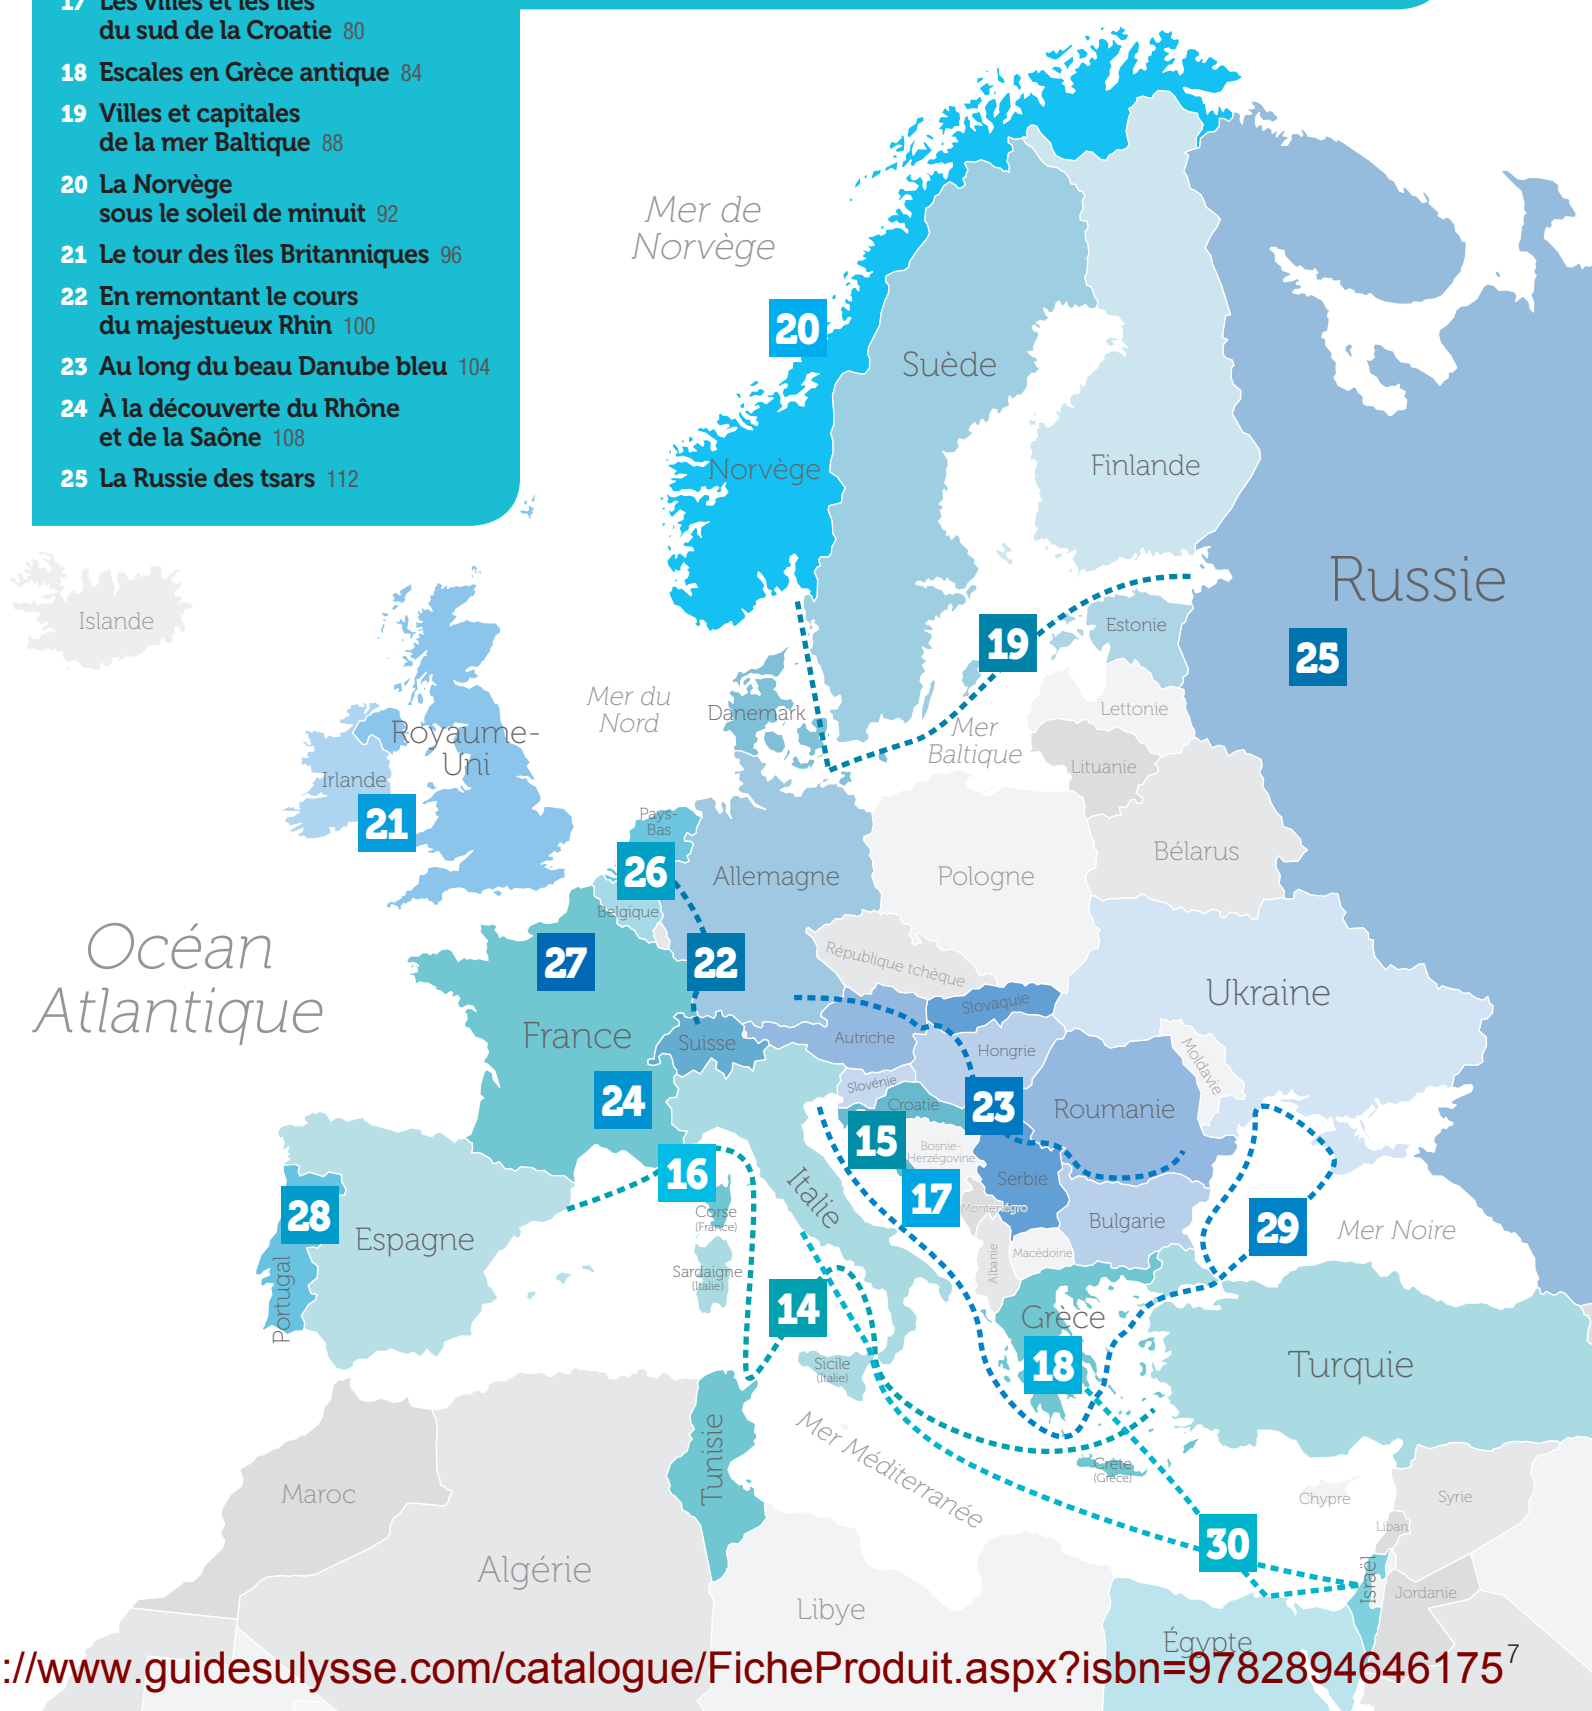 17 Les villes et les îles
du sud de la Croatie 80
18 Escales en Grèce antique 84
19 Villes et capitales
de la mer Baltique 88
20 La Norvège
sous le soleil de minuit 92
21 Le tour des îles Britanniques 96
22 En remontant le cours
du majestueux Rhin 100
23 Au long du beau Danube bleu 104
24 À la découverte du Rhône
et de la Saône 108
25 La Russie des tsars 112
Mer de
Norvège
20
Suède
Norvège
Finlande
Russie
Islande
Estonie
19
25
Mer du
Nord
Danemark
Lettonie
Royaume-
Uni
Mer
Baltique
Lituanie
Irlande
21
Pays-
Bas
26
Allemagne
Pologne
Bélarus
Belgique
Océan
Atlantique
27
22
République tchèque
Slovaquie
Ukraine
France
Suisse
Autriche
Hongrie
Moldavie
24
Slovénie
Croatie
23
Roumanie
15
Bosnie-
Herzégovine
16
Italie
17
Serbie
Monténégro
28
Corse
(France)
Espagne
Bulgarie
29
Mer Noire
Portugal
Sardaigne
(Italie)
Albanie
Macédoine
14
Grèce
18
Sicile
(Italie)
Turquie
Tunisie
Mer Méditerranée
Crète
(Grèce)
Maroc
Chypre
Syrie
Liban
30
Algérie
Israël
Jordanie
Libye
Égypte
://www.guidesulysse.com/catalogue/FicheProduit.aspx?isbn=9782894646175
7